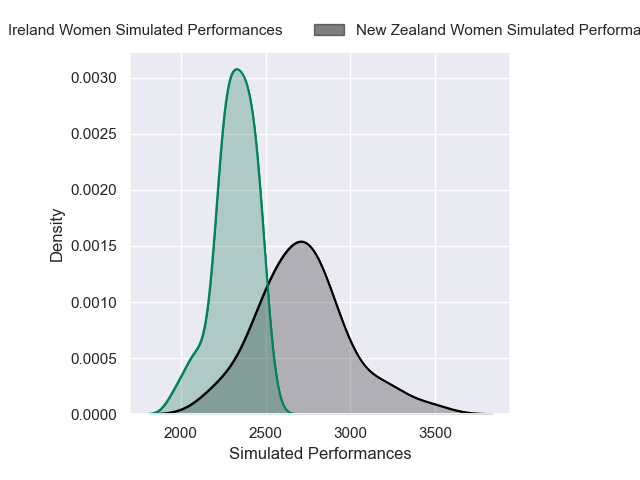 Ireland Women Simulated Performances New Zealand Women Simulated Performa
0.0030
0.0025
0.0020
0.0015
0.0010
0.0005
0.0000
Density
2000 2500 3000 3500
Simulated Performances